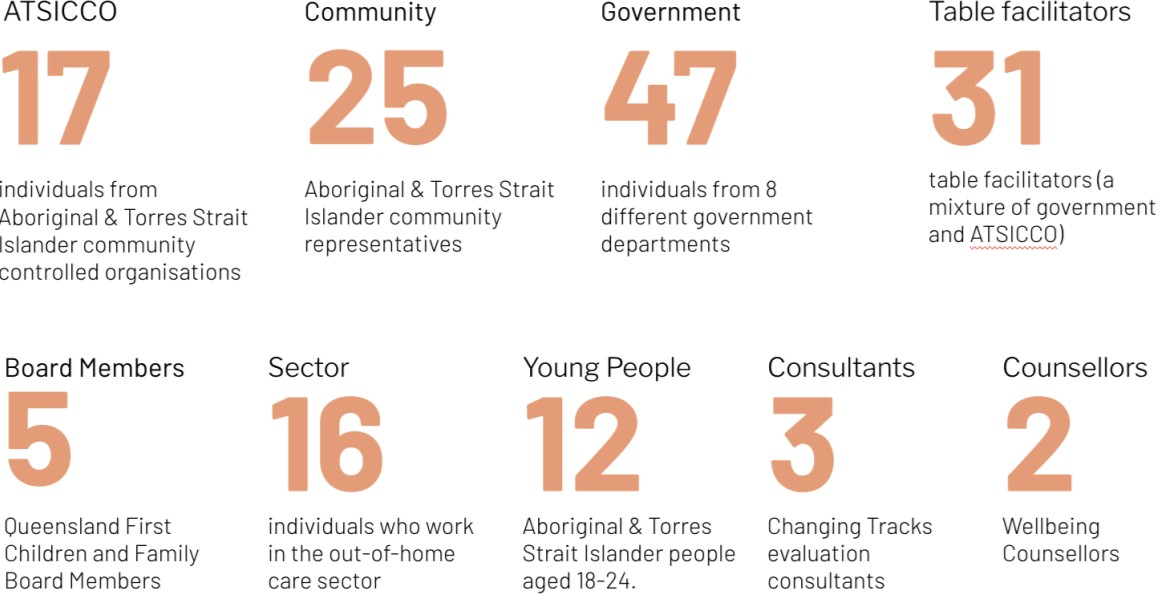 ATSICCO
17
individuals from
Aboriginal & Torres Strait
Islander community
controlled organisations
Community
25
Aboriginal & Torres Strait
Islander community
representatives
Government
47
individuals from 8
different government
departments
Table facilitators
31
table facilitators (a
mixture of government
and ATSICCO)
Board Members
5
Queensland First
Children and Family
Board Members
Sector
16
individuals who work
in the out-of-home
care sector
Young People
12
Aboriginal & Torres
Strait Islander people
aged 18-24.
Consultants
3
Changing Tracks
evaluation
consultants
Counsellors
2
Wellbeing
Counsellors